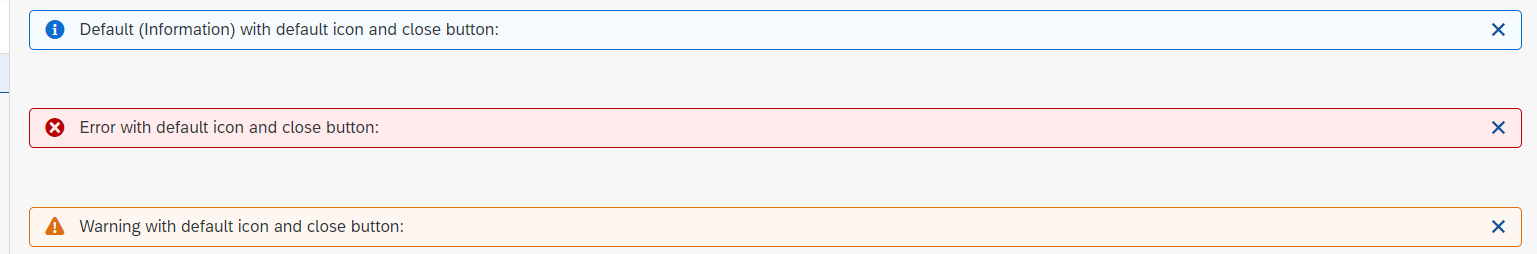 Default (Information) with default icon and close button:
Error with default icon and close button:
Warning with default icon and close button: